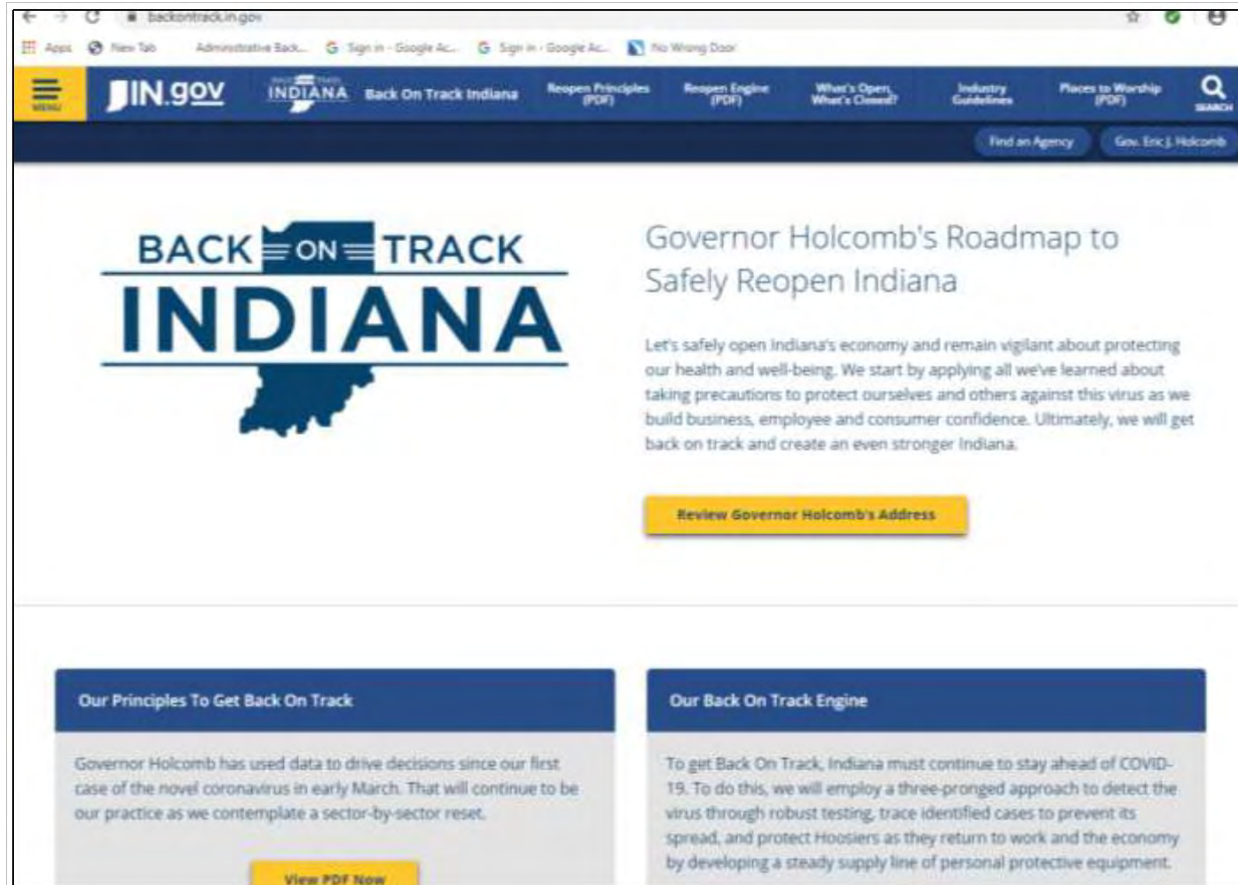 backontrack.in.gov
Apps New Tab Administrative Back... G Sign in - Google Ac... G Sign in - Google Ac... N No Wrong Door
MENU
IN.gov
BACK ON TRACK
INDIANA
Back On Track Indiana
Reopen Principles
(PDF)
Reopen Engine
(PDF)
What's Open,
What's Closed?
Industry
Guidelines
Places to Worship
(PDF)
SEARCH
Find an Agency
Gov. Eric J. Holcomb
BACK ON TRACK
INDIANA
Governor Holcomb's Roadmap to
Safely Reopen Indiana
Let's safely open Indiana's economy and remain vigilant about protecting
our health and well-being. We start by applying all we've learned about
taking precautions to protect ourselves and others against this virus as we
build business, employee and consumer confidence. Ultimately, we will get
back on track and create an even stronger Indiana.
Review Governor Holcomb's Address
Our Principles To Get Back On Track
Governor Holcomb has used data to drive decisions since our first
case of the novel coronavirus in early March. That will continue to be
our practice as we contemplate a sector-by-sector reset.
View PDF Now
Our Back On Track Engine
To get Back On Track, Indiana must continue to stay ahead of COVID-
19. To do this, we will employ a three-pronged approach to detect the
virus through robust testing, trace identified cases to prevent its
spread, and protect Hoosiers as they return to work and the economy
by developing a steady supply line of personal protective equipment.